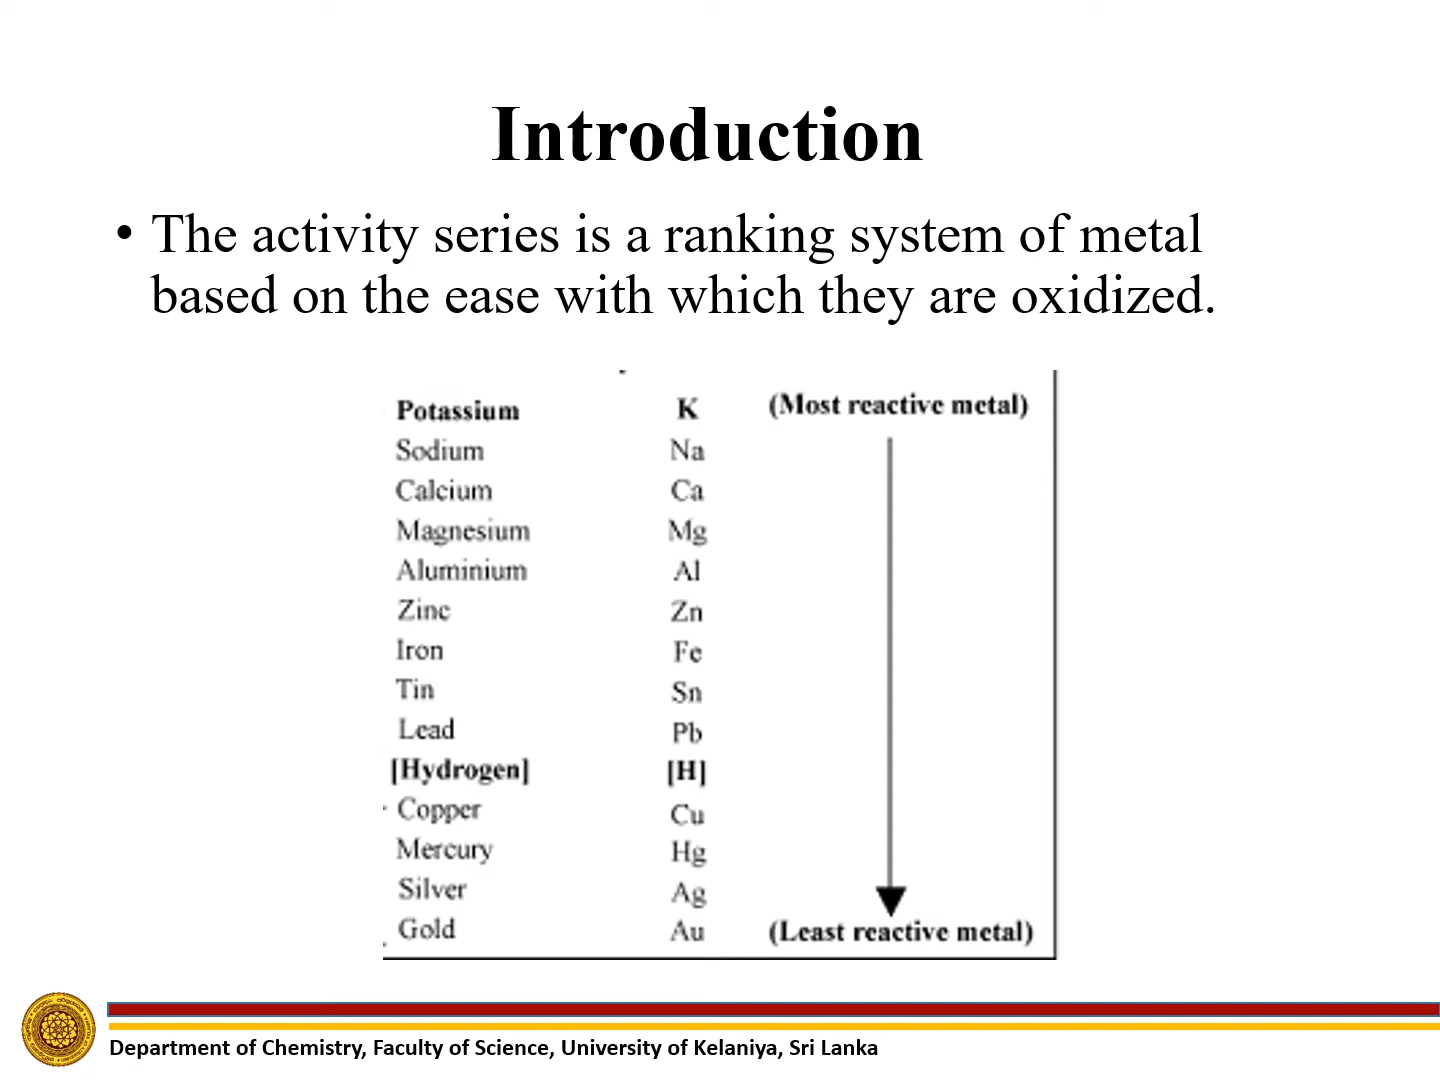 Introduction
• The activity series is a ranking system of metal
based on the ease with which they are oxidized.
Potassium K (Most reactive metal)
Sodium Na
Calcium Ca
Magnesium Mg
Aluminium Al
Zinc Zn
Iron Fe
Tin Sn
Lead Pb
[Hydrogen] [H]
Copper Cu
Mercury Hg
Silver Ag
Gold Au (Least reactive metal)
Department of Chemistry, Faculty of Science, University of Kelaniya, Sri Lanka